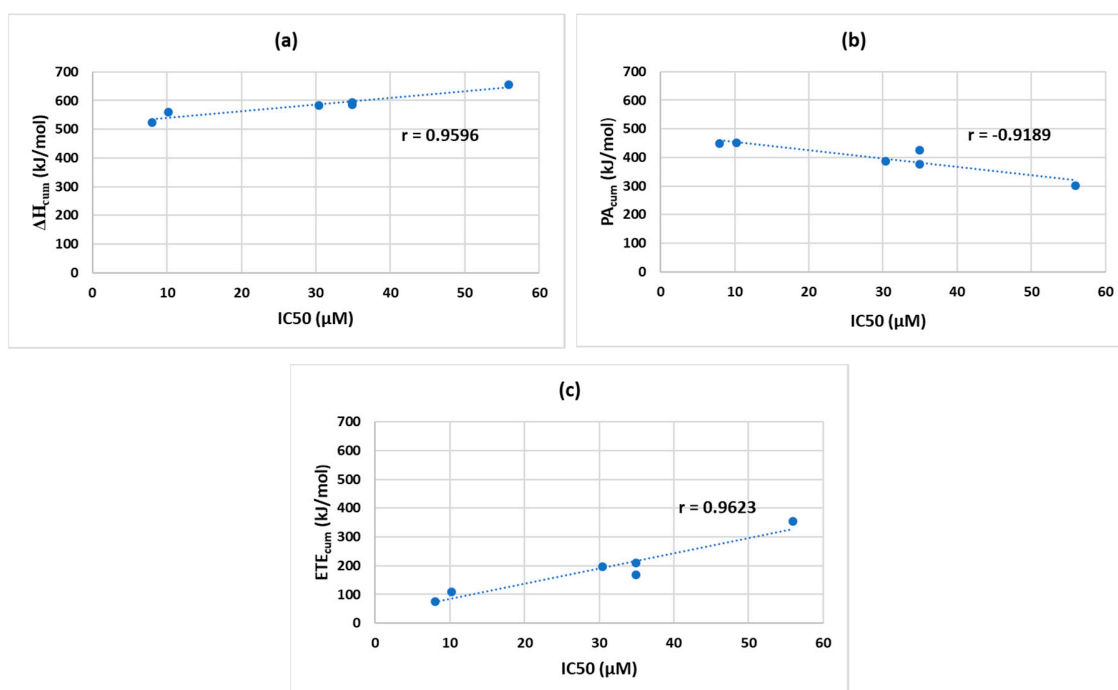 (a)
700
600
500
400
300
200
100
0
ΔHcum (kJ/mol)
r = 0.9596
0 10 20 30 40 50 60
IC50 (µM)
(b)
700
600
500
400
300
200
100
0
PAcum (kJ/mol)
r = -0.9189
0 10 20 30 40 50 60
IC50 (µM)
(c)
700
600
500
400
300
200
100
0
ETEcum (kJ/mol)
r = 0.9623
0 10 20 30 40 50 60
IC50 (µM)